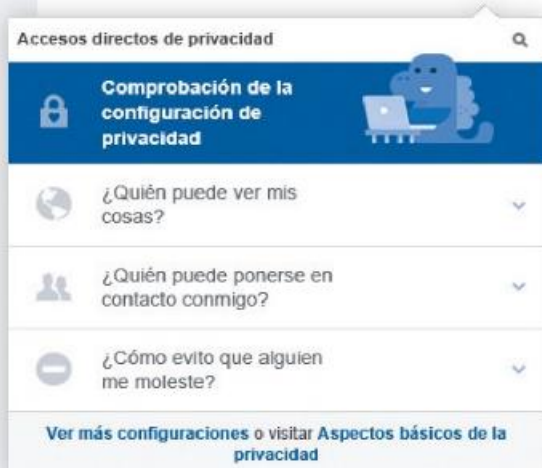 Accesos directos de privacidad
Comprobación de la
configuración de
privacidad
¿Quién puede ver mis
cosas?
¿Quién puede ponerse en
contacto conmigo?
¿Cómo evito que alguien
me moleste?
Ver más configuraciones o visitar Aspectos básicos de la
privacidad